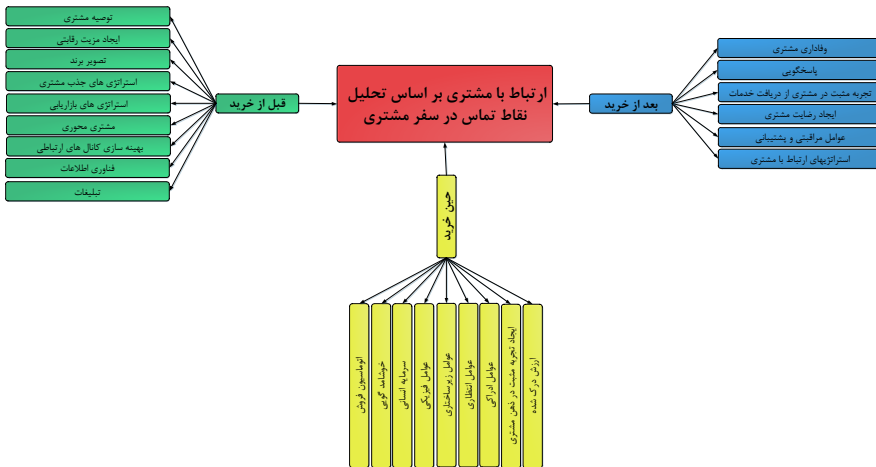 ارتباط با مشتری بر اساس تحلیل
نقاط تماس در سفر مشتری
بعد از خرید
وفاداری مشتری
پاسخگویی
تجربه مثبت در مشتری از دریافت خدمات
ایجاد رضایت مشتری
عوامل مراقبتی و پشتیبانی
استراتژیهای ارتباط با مشتری
قبل از خرید
توصیه مشتری
ایجاد مزیت رقابتی
تصویر برند
استراتژی های جذب مشتری
استراتژی های بازاریابی
مشتری محوری
بهینه سازی کانال های ارتباطی
فناوری اطلاعات
تبلیغات
حین خرید
ارزش درک شده
ایجاد تجربه مثبت در ذهن مشتری
عوامل ادراکی
عوامل انتظاری
عوامل زیرساختاری
عوامل فیزیکی
سرمایه انسانی
خوشامد گویی
اتوماسیون فروش